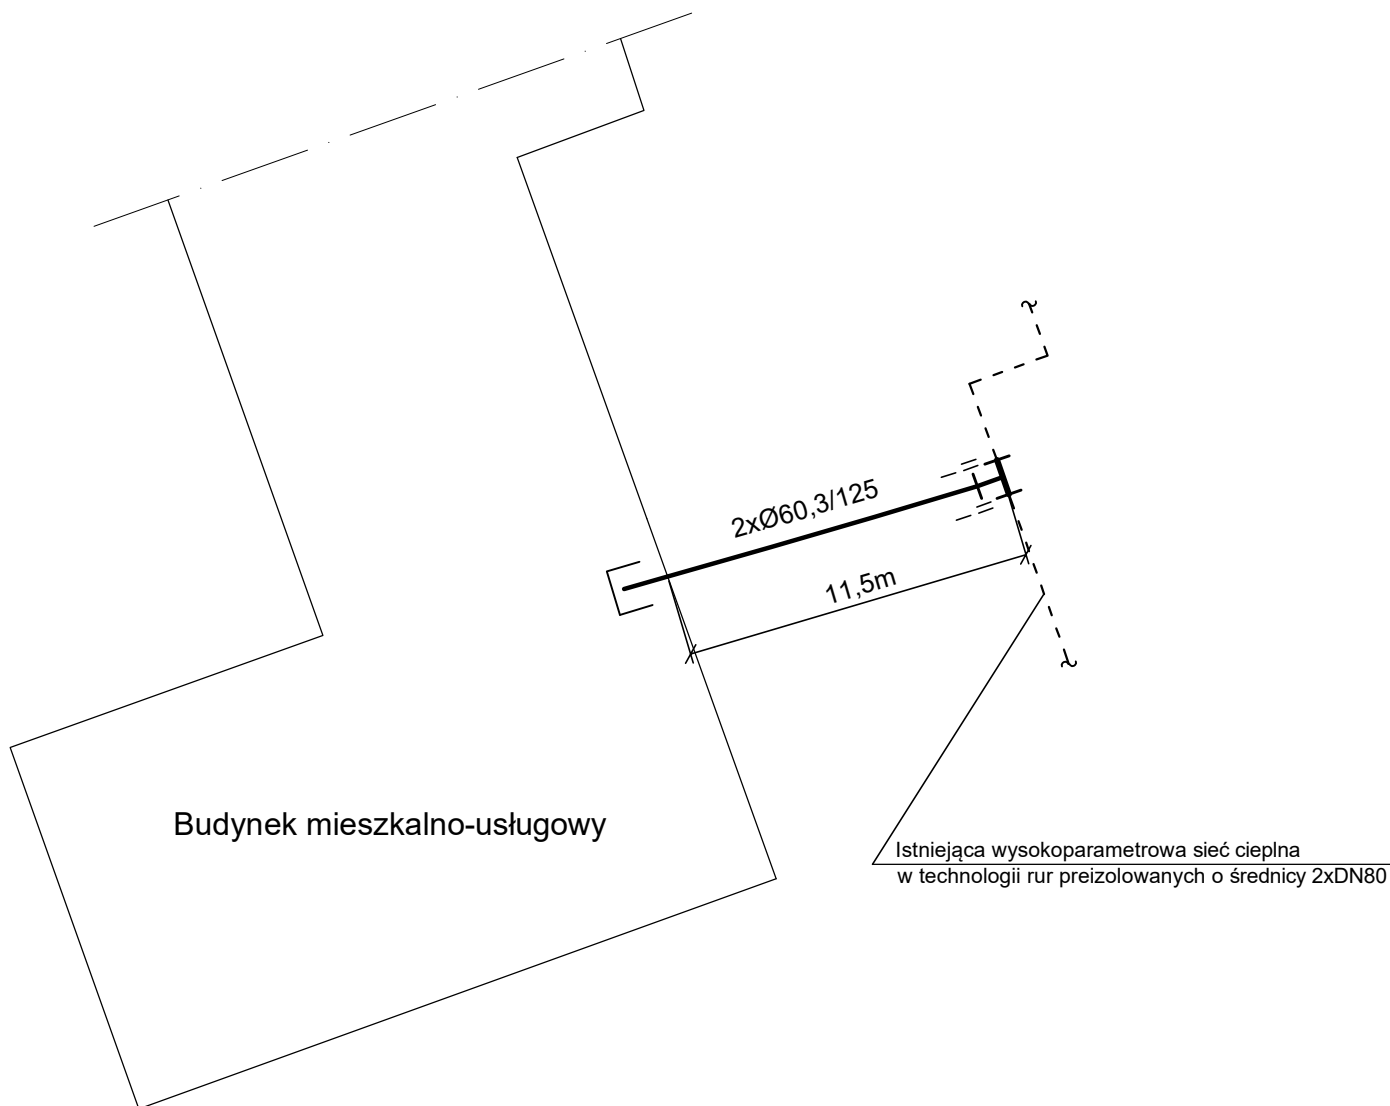 2xØ60,3/125
11,5m
Budynek mieszkalno-usługowy
Istniejąca wysokoparametrowa sieć cieplna
w technologii rur preizolowanych o średnicy 2xDN80